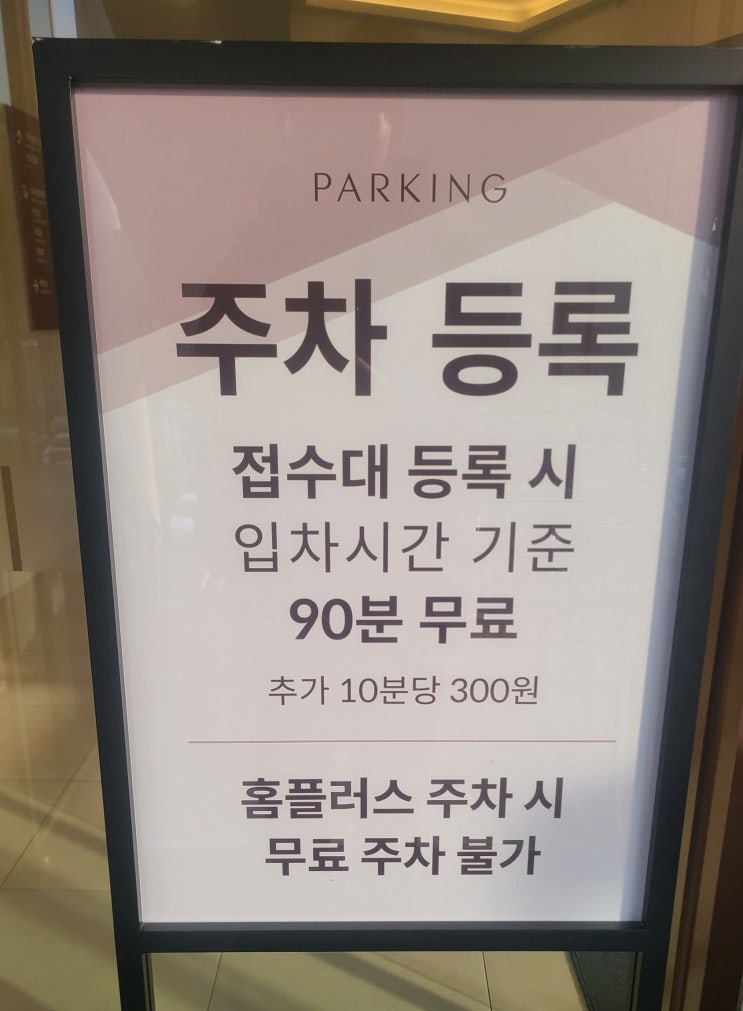 PARKING
주차 등록
접수대 등록 시
입차시간 기준
90분 무료
추가 10분당 300원
홈플러스 주차 시
무료 주차 불가